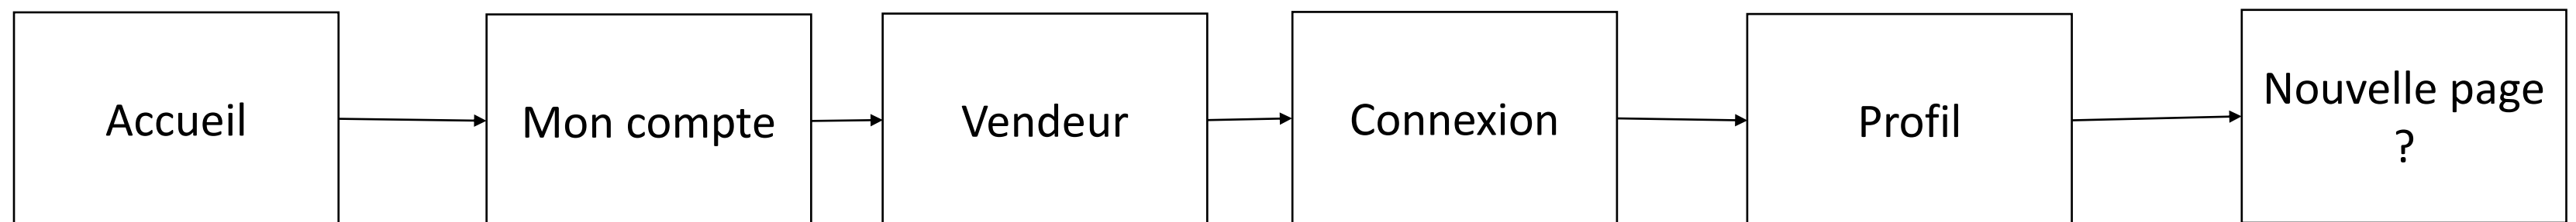 Accueil
Mon compte
Vendeur
Connexion
Profil
Nouvelle page
?